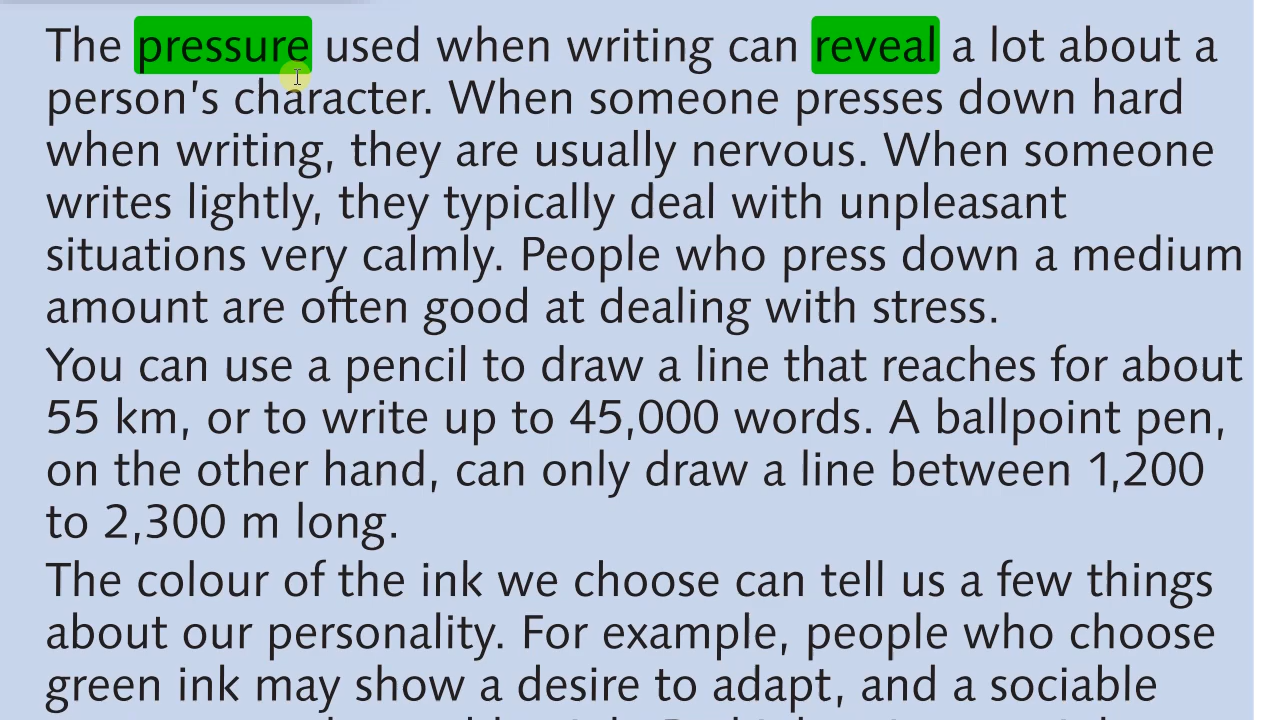 The pressure used when writing can reveal a lot about a
person’s character. When someone presses down hard
when writing, they are usually nervous. When someone
writes lightly, they typically deal with unpleasant
situations very calmly. People who press down a medium
amount are often good at dealing with stress.
You can use a pencil to draw a line that reaches for about
55 km, or to write up to 45,000 words. A ballpoint pen,
on the other hand, can only draw a line between 1,200
to 2,300 m long.
The colour of the ink we choose can tell us a few things
about our personality. For example, people who choose
green ink may show a desire to adapt, and a sociable